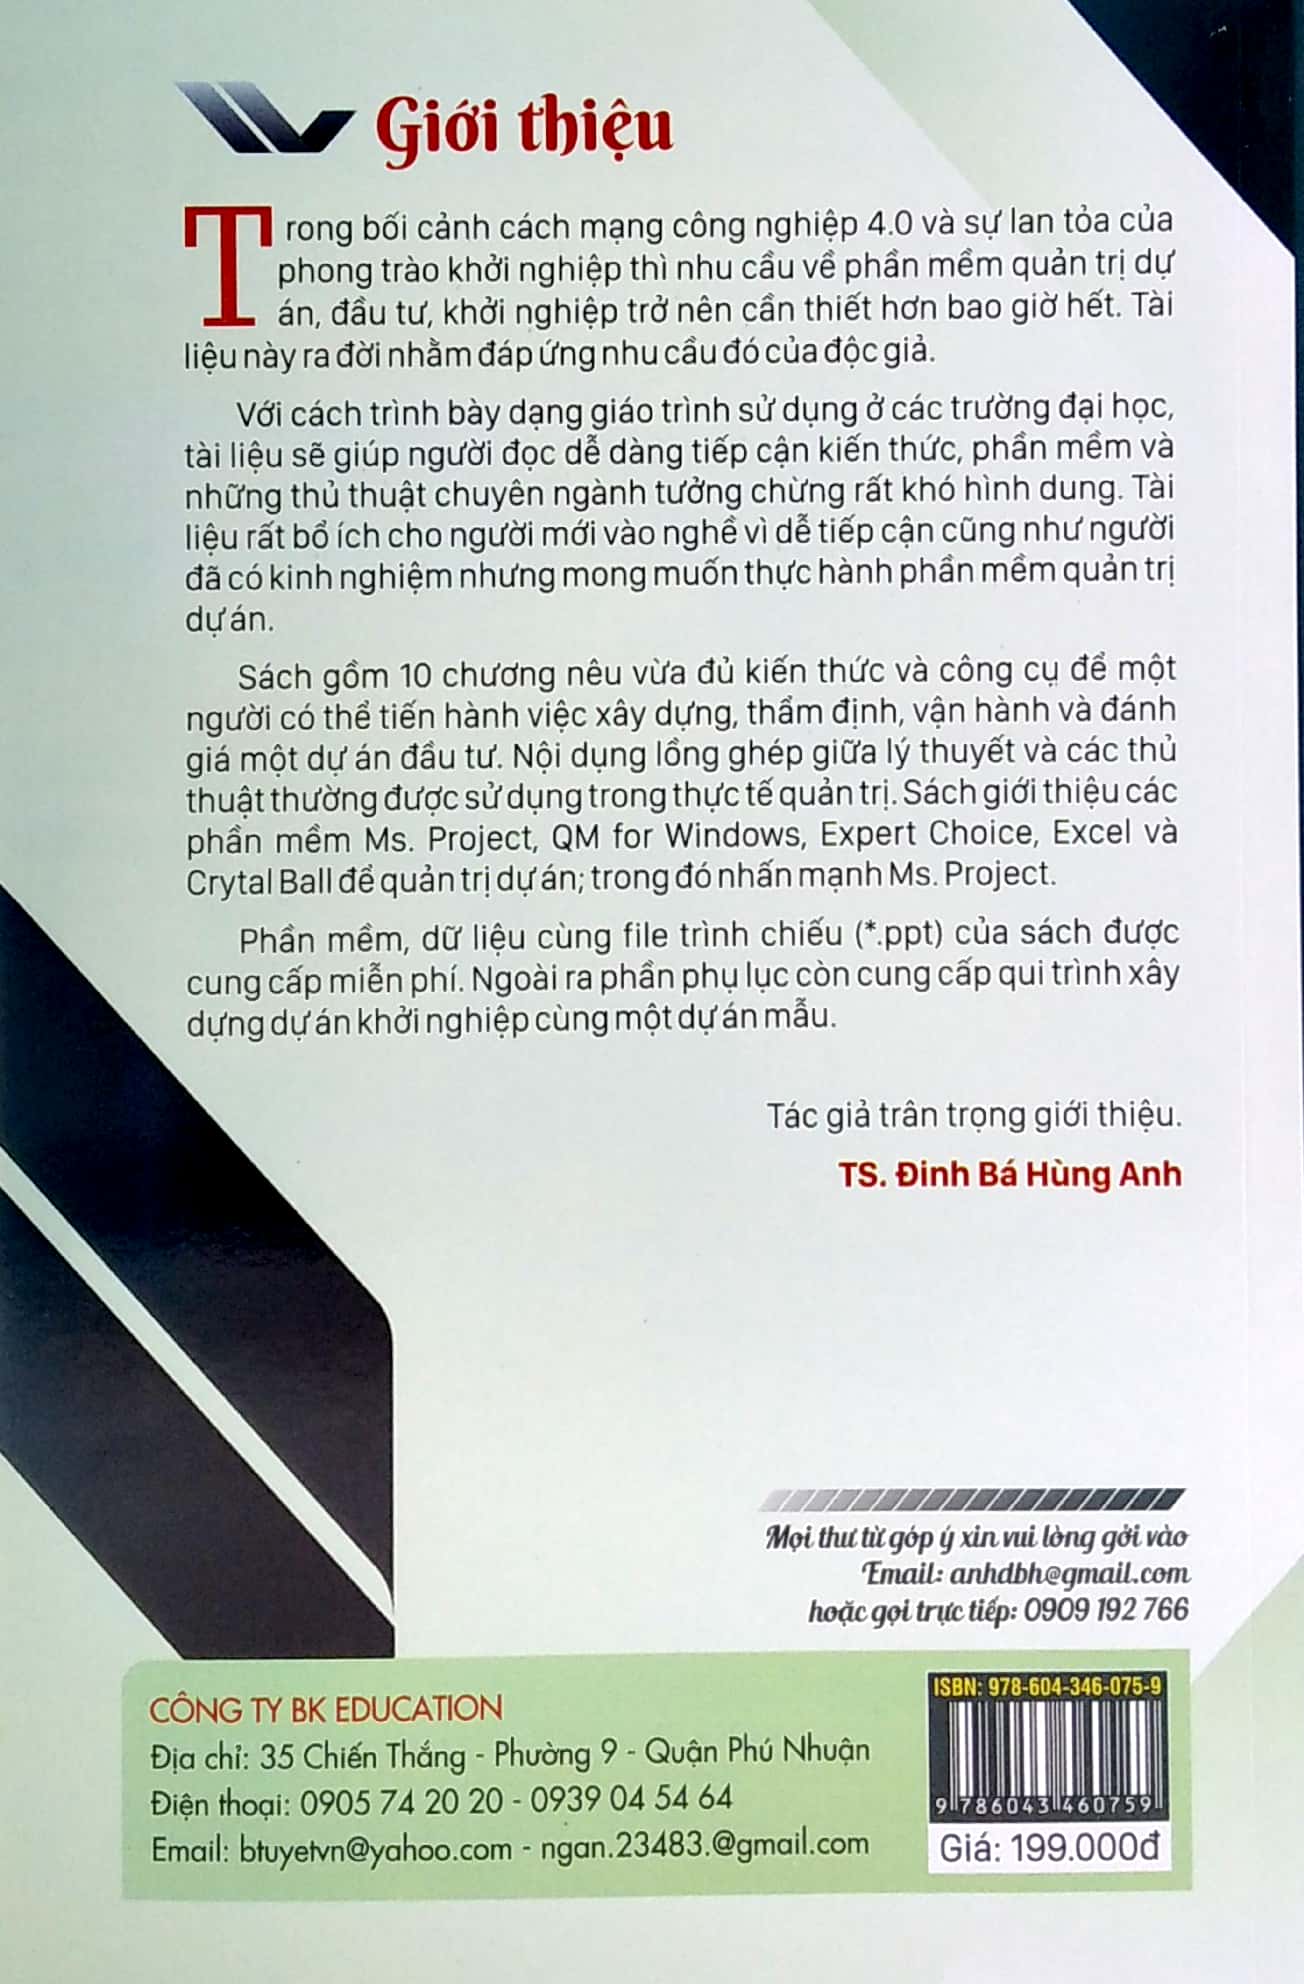 Giới thiệu
Trong bối cảnh cách mạng công nghiệp 4.0 và sự lan tỏa của
phong trào khởi nghiệp thì nhu cầu về phần mềm quản trị dự
án, đầu tư, khởi nghiệp trở nên cần thiết hơn bao giờ hết. Tài
liệu này ra đời nhằm đáp ứng nhu cầu đó của độc giả.
Với cách trình bày dạng giáo trình sử dụng ở các trường đại học,
tài liệu sẽ giúp người đọc dễ dàng tiếp cận kiến thức, phần mềm và
những thủ thuật chuyên ngành tưởng chừng rất khó hình dung. Tài
liệu rất bổ ích cho người mới vào nghề vì dễ tiếp cận cũng như người
đã có kinh nghiệm nhưng mong muốn thực hành phần mềm quản trị
dự án.
Sách gồm 10 chương nêu vừa đủ kiến thức và công cụ để một
người có thể tiến hành việc xây dựng, thẩm định, vận hành và đánh
giá một dự án đầu tư. Nội dụng lồng ghép giữa lý thuyết và các thủ
thuật thường được sử dụng trong thực tế quản trị. Sách giới thiệu các
phần mềm Ms. Project, QM for Windows, Expert Choice, Excel và
Crytal Ball để quản trị dự án; trong đó nhấn mạnh Ms. Project.
Phần mềm, dữ liệu cùng file trình chiếu (*.ppt) của sách được
cung cấp miễn phí. Ngoài ra phần phụ lục còn cung cấp qui trình xây
dựng dự án khởi nghiệp cùng một dự án mẫu.
Tác giả trân trọng giới thiệu.
TS. Đinh Bá Hùng Anh
Mọi thư từ góp ý xin vui lòng gởi vào
Email: anhdbh@gmail.com
hoặc gọi trực tiếp: 0909 192 766
CÔNG TY BK EDUCATION
Địa chỉ: 35 Chiến Thắng - Phường 9 - Quận Phú Nhuận
Điện thoại: 0905 74 20 20 - 0939 04 54 64
Email: btuyetvn@yahoo.com - ngan.23483.@gmail.com
ISBN: 978-604-346-075-9
9 786043 460759
Giá: 199.000đ